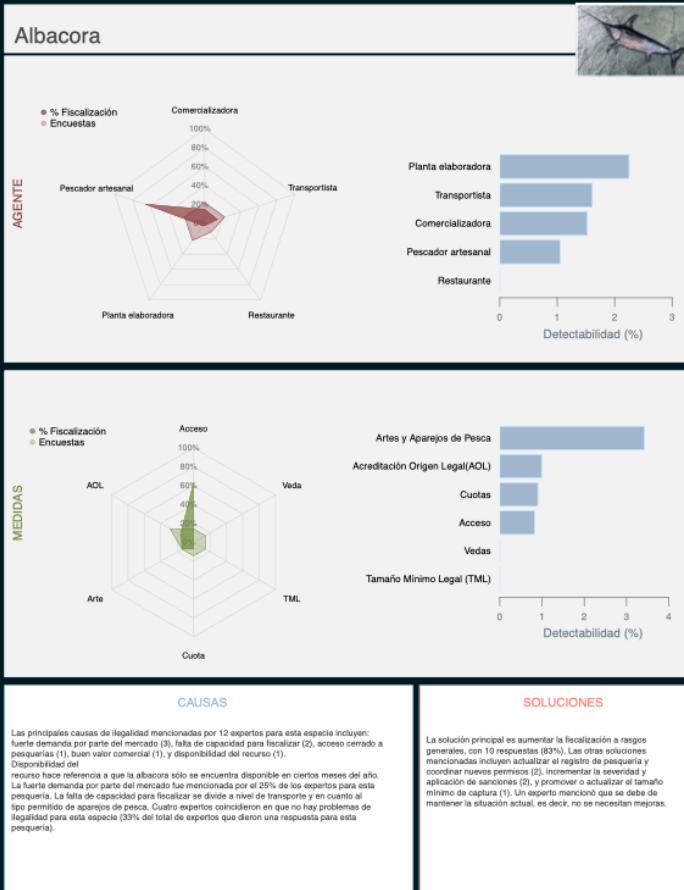 Albacora
% Fiscalización
Encuestas
Comercializadora
100%
80%
60%
40%
20%
0%
Pescador artesanal
Transportista
Planta elaboradora
Restaurante
AGENTE
Planta elaboradora
Transportista
Comercializadora
Pescador artesanal
Restaurante
0 1 2 3
Detectabilidad (%)
% Fiscalización
Encuestas
Acceso
100%
80%
60%
40%
20%
0%
AOL
Veda
Arte
TML
Cuota
MEDIDAS
Artes y Aparejos de Pesca
Acreditación Origen Legal(AOL)
Cuotas
Acceso
Vedas
Tamaño Mínimo Legal (TML)
0 1 2 3 4
Detectabilidad (%)
CAUSAS
Las principales causas de ilegalidad mencionadas por 12 expertos para esta especie incluyen:
fuerte demanda por parte del mercado (3), falta de capacidad para fiscalizar (2), acceso cerrado a
pesquerías (1), buen valor comercial (1), y disponibilidad del recurso (1).
Disponibilidad del
recurso hace referencia a que la albacora sólo se encuentra disponible en ciertos meses del año.
La fuerte demanda por parte del mercado fue mencionada por el 25% de los expertos para esta
pesquería. La falta de capacidad para fiscalizar se divide a nivel de transporte y en cuanto al
tipo permitido de aparejos de pesca. Cuatro expertos coincidieron en que no hay problemas de
ilegalidad para esta especie (33% del total de expertos que dieron una respuesta para esta
pesquería).
SOLUCIONES
La solución principal es aumentar la fiscalización a rasgos
generales, con 10 respuestas (83%). Las otras soluciones
mencionadas incluyen actualizar el registro de pesquería y
coordinar nuevos permisos (2), incrementar la severidad y
aplicación de sanciones (2), y promover o actualizar el tamaño
mínimo de captura (1). Un experto mencionó que se debe de
mantener la situación actual, es decir, no se necesitan mejoras.